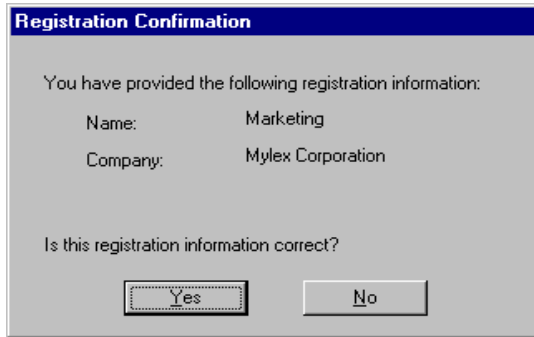 Registration Confirmation
You have provided the following registration information:
Name: Marketing
Company: Mylex Corporation
Is this registration information correct?
Yes No